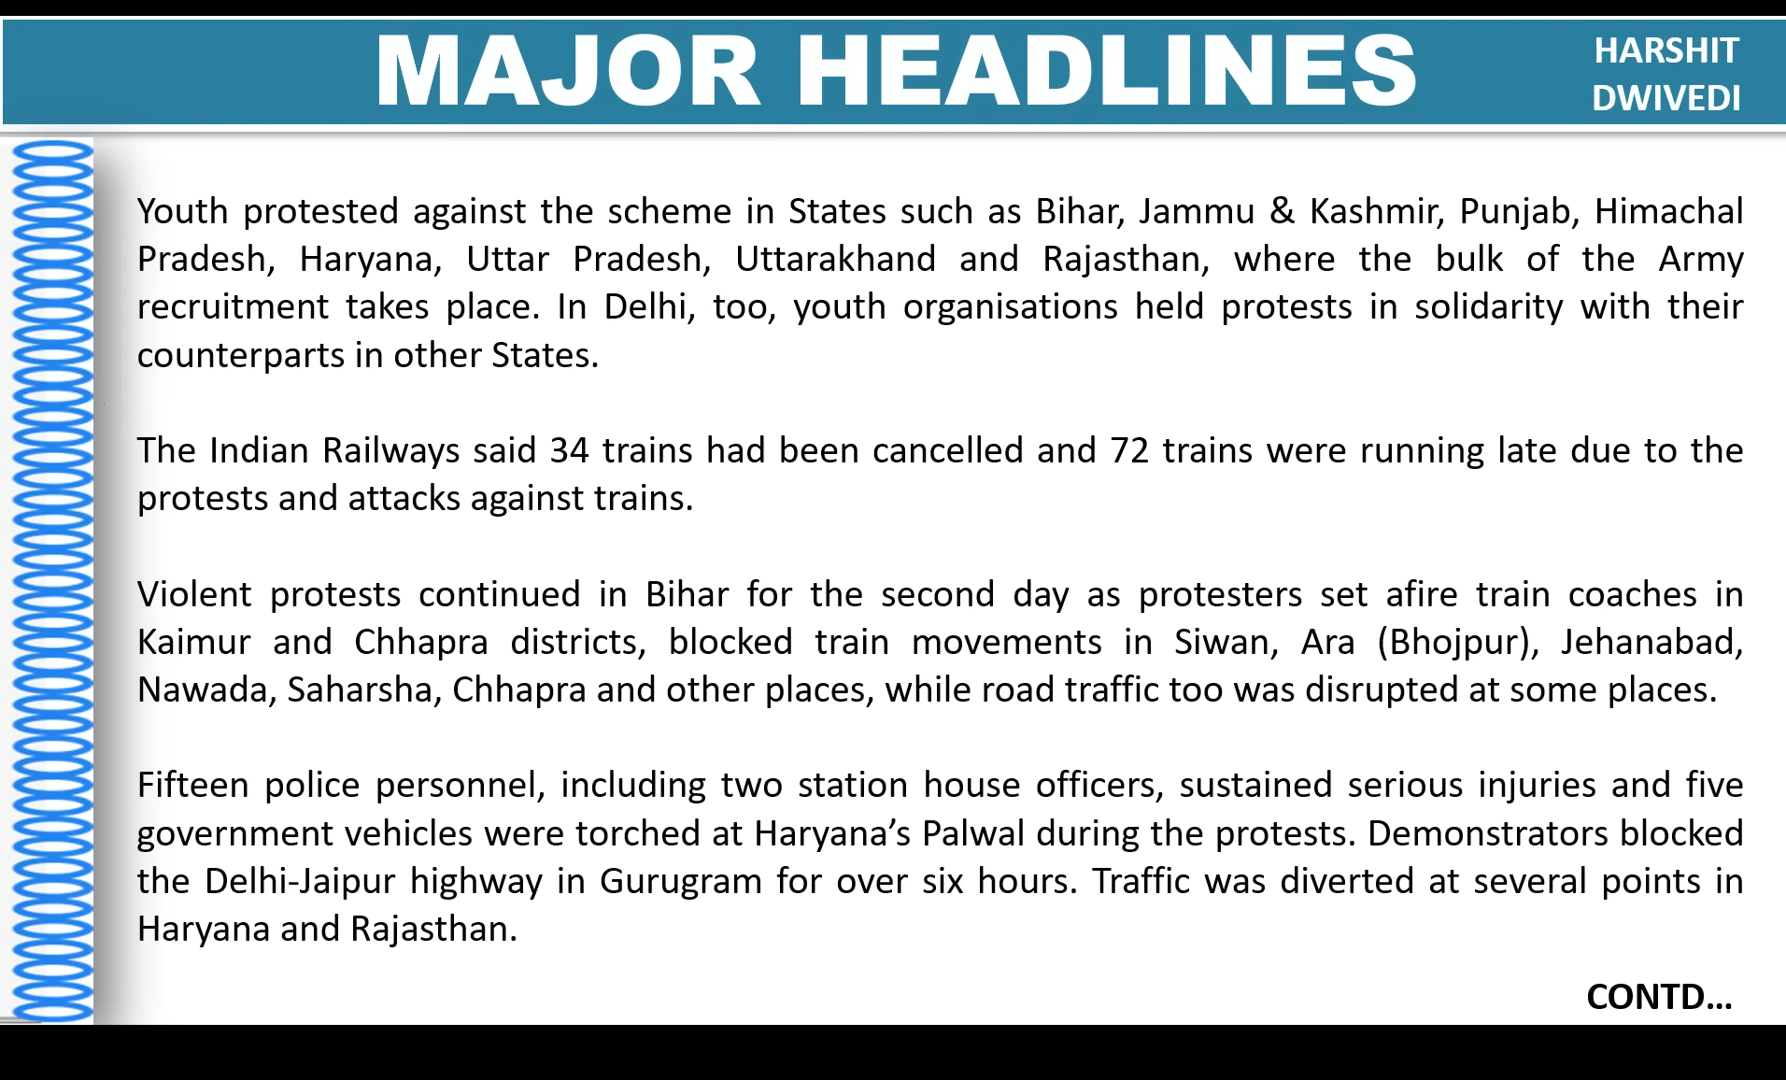 MAJOR HEADLINES
HARSHIT
DWIVEDI
Youth protested against the scheme in States such as Bihar, Jammu & Kashmir, Punjab, Himachal
Pradesh, Haryana, Uttar Pradesh, Uttarakhand and Rajasthan, where the bulk of the Army
recruitment takes place. In Delhi, too, youth organisations held protests in solidarity with their
counterparts in other States.
The Indian Railways said 34 trains had been cancelled and 72 trains were running late due to the
protests and attacks against trains.
Violent protests continued in Bihar for the second day as protesters set afire train coaches in
Kaimur and Chhapra districts, blocked train movements in Siwan, Ara (Bhojpur), Jehanabad,
Nawada, Saharsha, Chhapra and other places, while road traffic too was disrupted at some places.
Fifteen police personnel, including two station house officers, sustained serious injuries and five
government vehicles were torched at Haryana’s Palwal during the protests. Demonstrators blocked
the Delhi-Jaipur highway in Gurugram for over six hours. Traffic was diverted at several points in
Haryana and Rajasthan.
CONTD...